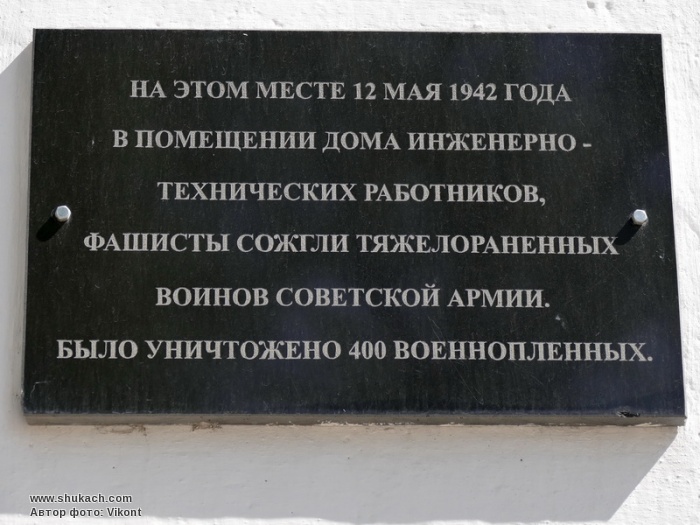 НА ЭТОМ МЕСТЕ 12 МАЯ 1942 ГОДА
В ПОМЕЩЕНИИ ДОМА ИНЖЕНЕРНО -
ТЕХНИЧЕСКИХ РАБОТНИКОВ,
ФАШИСТЫ СОЖГЛИ ТЯЖЕЛОРАНЕННЫХ
ВОИНОВ СОВЕТСКОЙ АРМИИ.
БЫЛО УНИЧТОЖЕНО 400 ВОЕННОПЛЕННЫХ.
www.shukach.com
Автор фото: Vikont